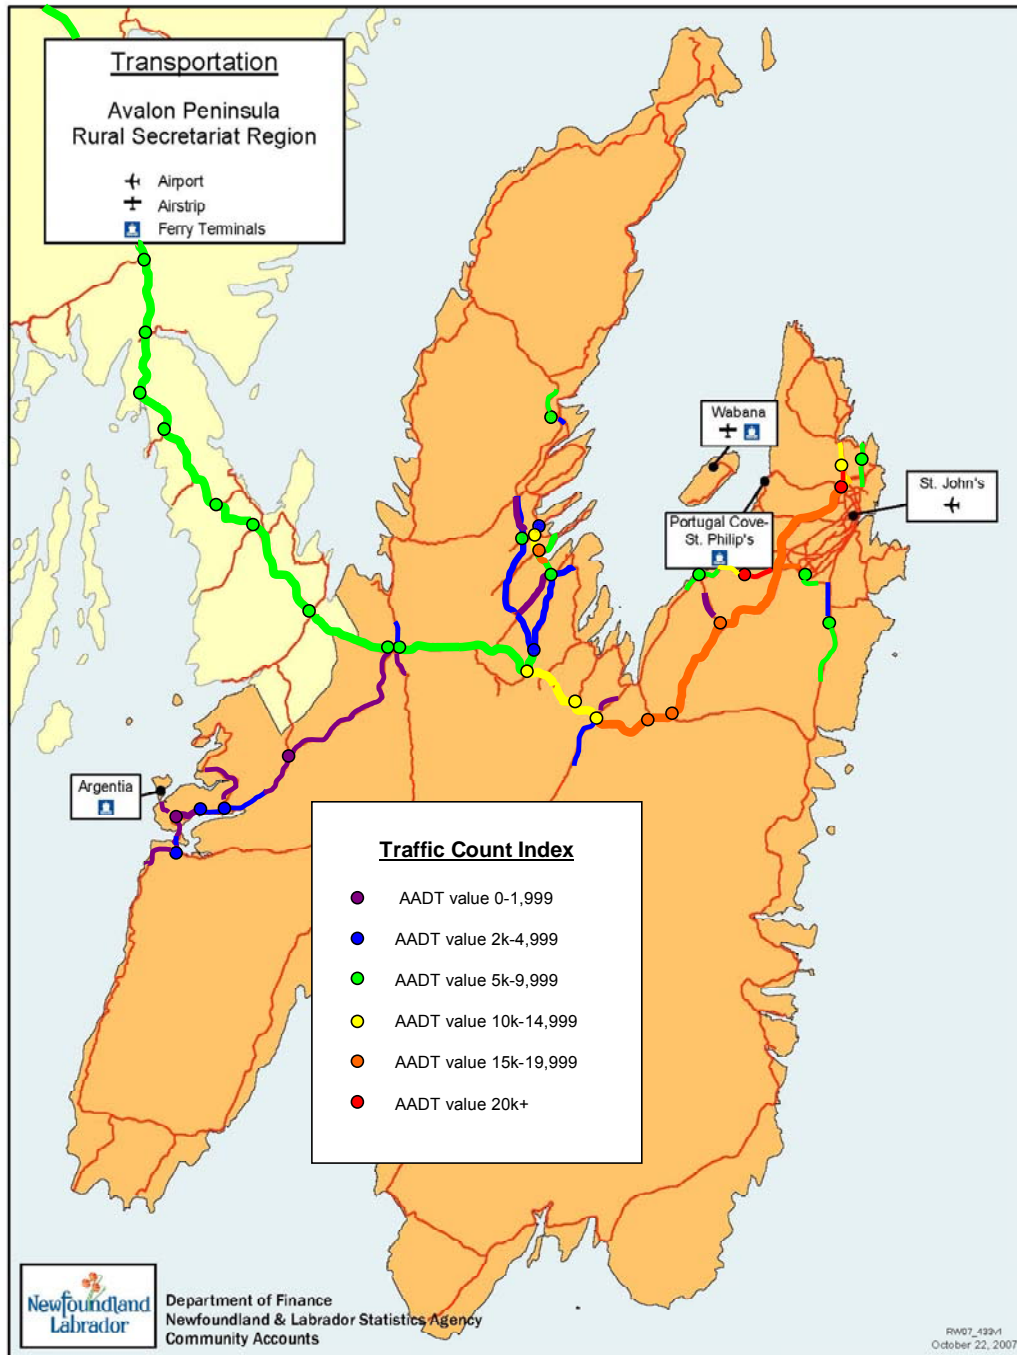 Transportation
Avalon Peninsula
Rural Secretariat Region
Airport
Airstrip
Ferry Terminals
Wabana
St. John's
Portugal Cove-
St. Philip's
Argentia
Traffic Count Index
AADT value 0-1,999
AADT value 2k-4,999
AADT value 5k-9,999
AADT value 10k-14,999
AADT value 15k-19,999
AADT value 20k+
Newfoundland
Labrador
Department of Finance
Newfoundland & Labrador Statistics Agency
Community Accounts
RW07_433v1
October 22, 2007